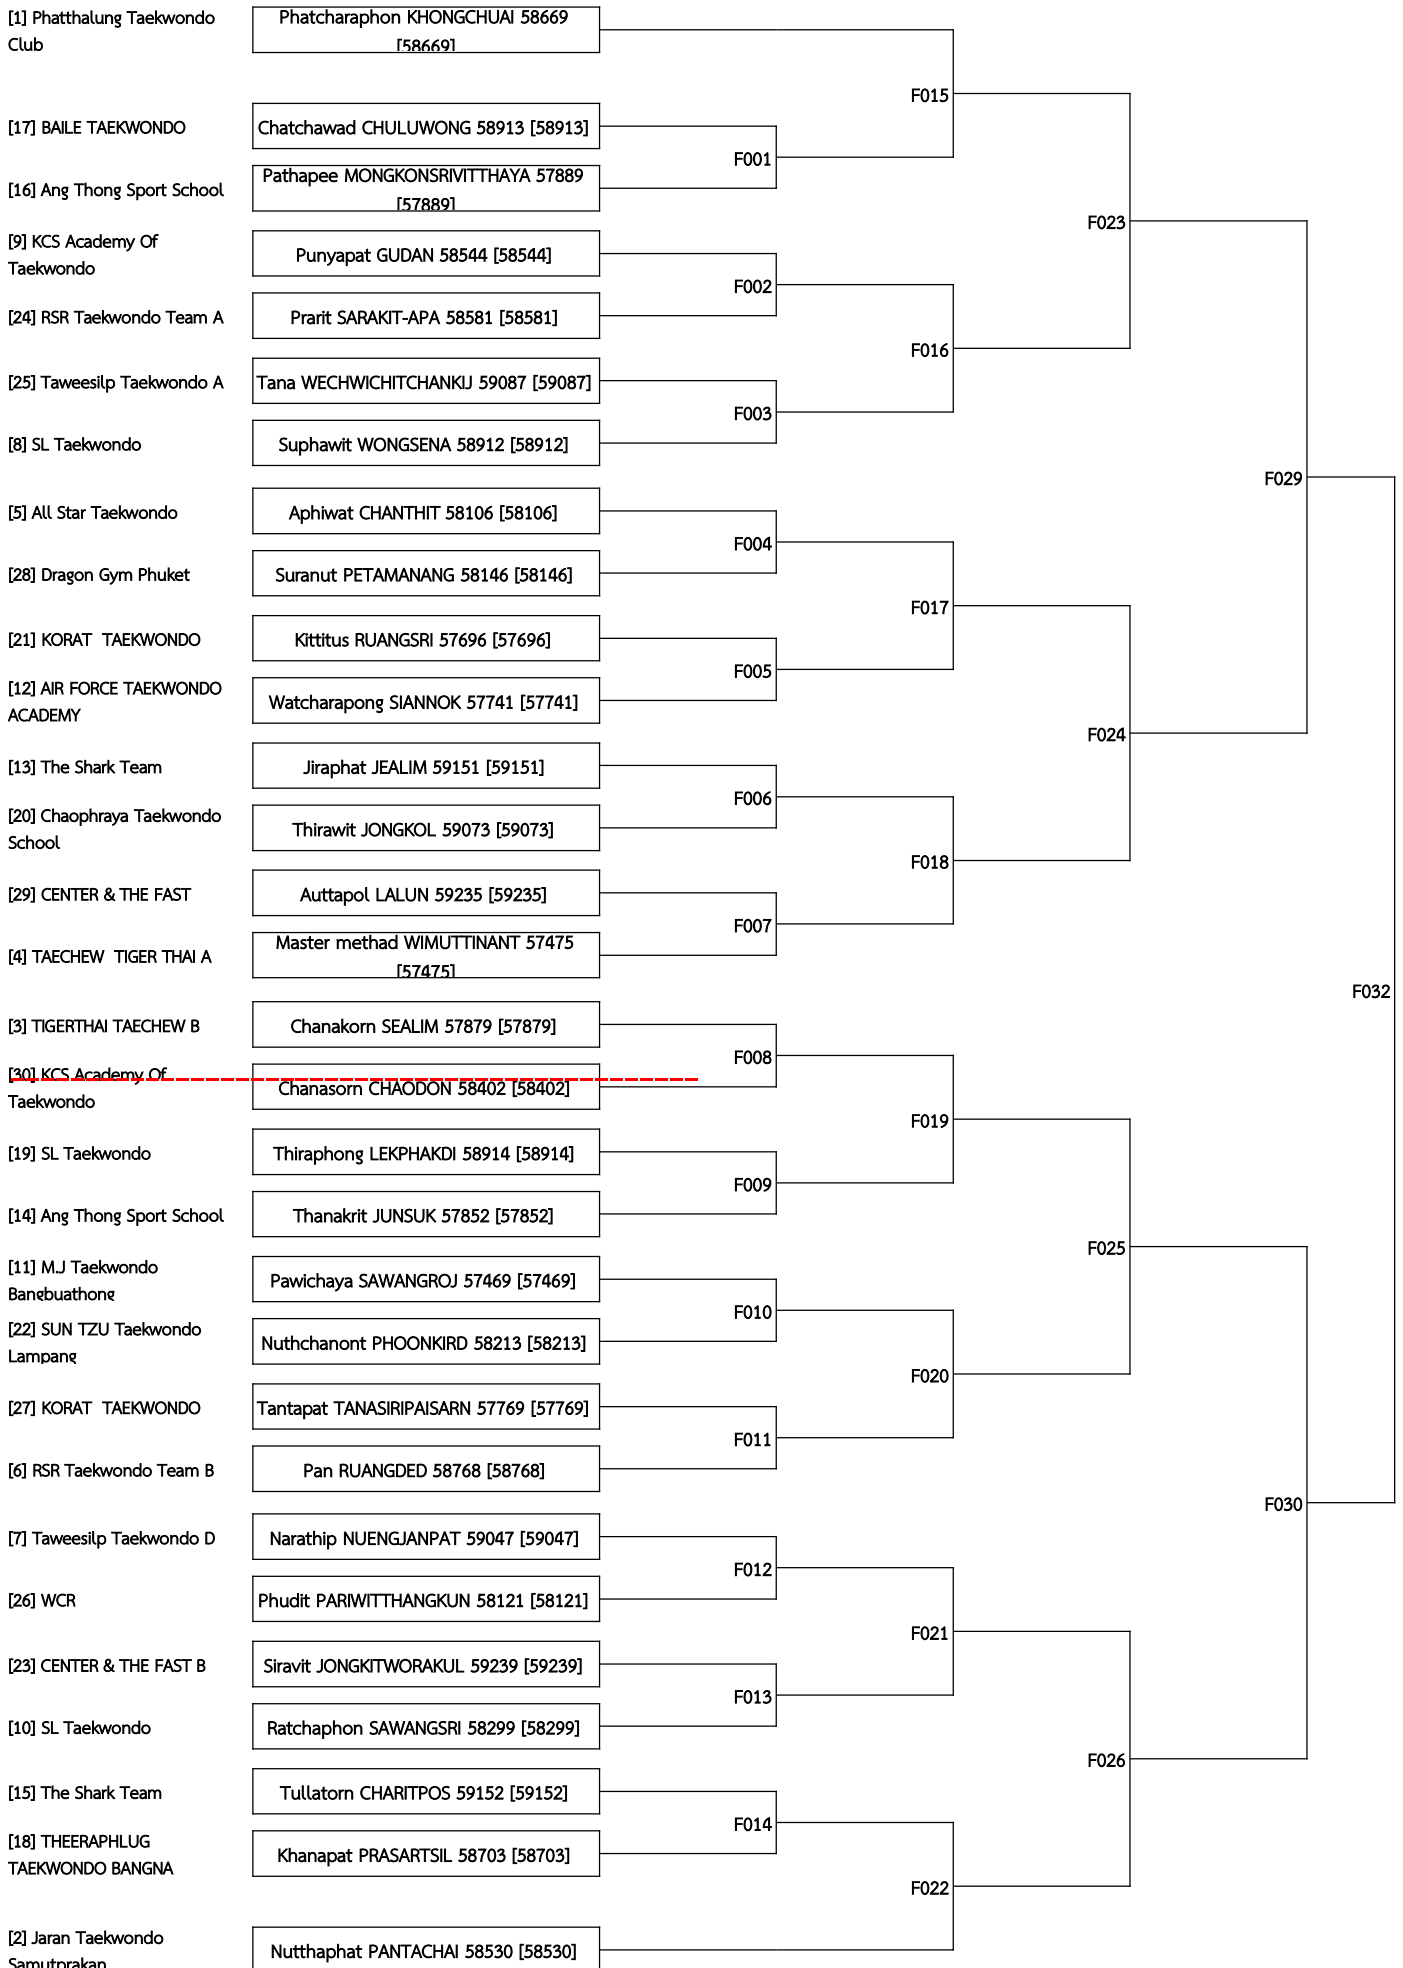 [1] Phatthalung Taekwondo
Club
Phatcharaphon KHONGCHUAI 58669
[58669]
F015
[17] BAILE TAEKWONDO
Chatchawad CHULUWONG 58913 [58913]
F001
[16] Ang Thong Sport School
Pathapee MONGKONSRIVITTHAYA 57889
[57889]
F023
[9] KCS Academy Of
Taekwondo
Punyapat GUDAN 58544 [58544]
F002
[24] RSR Taekwondo Team A
Prarit SARAKIT-APA 58581 [58581]
F016
[25] Taweesilp Taekwondo A
Tana WECHWICHITCHANKIJ 59087 [59087]
F003
[8] SL Taekwondo
Suphawit WONGSENA 58912 [58912]
F029
[5] All Star Taekwondo
Aphiwat CHANTHIT 58106 [58106]
F004
[28] Dragon Gym Phuket
Suranut PETAMANANG 58146 [58146]
F017
[21] KORAT  TAEKWONDO
Kittitus RUANGSRI 57696 [57696]
F005
[12] AIR FORCE TAEKWONDO
ACADEMY
Watcharapong SIANNOK 57741 [57741]
F024
[13] The Shark Team
Jiraphat JEALIM 59151 [59151]
F006
[20] Chaophraya Taekwondo
School
Thirawit JONGKOL 59073 [59073]
F018
[29] CENTER & THE FAST
Auttapol LALUN 59235 [59235]
F007
[4] TAECHEW  TIGER THAI A
Master methad WIMUTTINANT 57475
[57475]
F032
[3] TIGERTHAI TAECHEW B
Chanakorn SEALIM 57879 [57879]
F008
[30] KCS Academy Of
Taekwondo
Chanasorn CHAODON 58402 [58402]
F019
[19] SL Taekwondo
Thiraphong LEKPHAKDI 58914 [58914]
F009
[14] Ang Thong Sport School
Thanakrit JUNSUK 57852 [57852]
F025
[11] M.J Taekwondo
Bangbuathong
Pawichaya SAWANGROJ 57469 [57469]
F010
[22] SUN TZU Taekwondo
Lampang
Nuthchanont PHOONKIRD 58213 [58213]
F020
[27] KORAT  TAEKWONDO
Tantapat TANASIRIPAISARN 57769 [57769]
F011
[6] RSR Taekwondo Team B
Pan RUANGDED 58768 [58768]
F030
[7] Taweesilp Taekwondo D
Narathip NUENGJANPAT 59047 [59047]
F012
[26] WCR
Phudit PARIWITTHANGKUN 58121 [58121]
F021
[23] CENTER & THE FAST B
Siravit JONGKITWORAKUL 59239 [59239]
F013
[10] SL Taekwondo
Ratchaphon SAWANGSRI 58299 [58299]
F026
[15] The Shark Team
Tullatorn CHARITPOS 59152 [59152]
F014
[18] THEERAPHLUG
TAEKWONDO BANGNA
Khanapat PRASARTSIL 58703 [58703]
F022
[2] Jaran Taekwondo
Samutprakan
Nutthaphat PANTACHAI 58530 [58530]